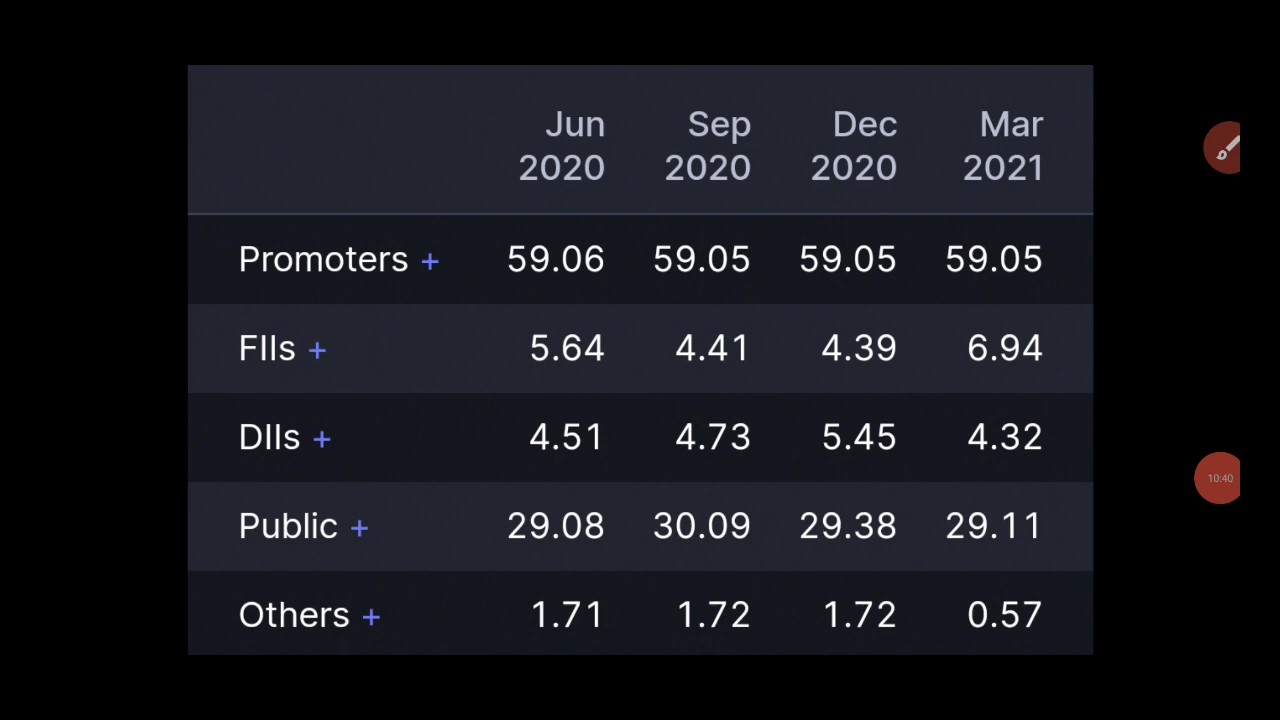 Jun Sep Dec Mar
2020 2020 2020 2021
Promoters + 59.06 59.05 59.05 59.05
FIIs + 5.64 4.41 4.39 6.94
DIIs + 4.51 4.73 5.45 4.32
10:40
Public + 29.08 30.09 29.38 29.11
Others + 1.71 1.72 1.72 0.57